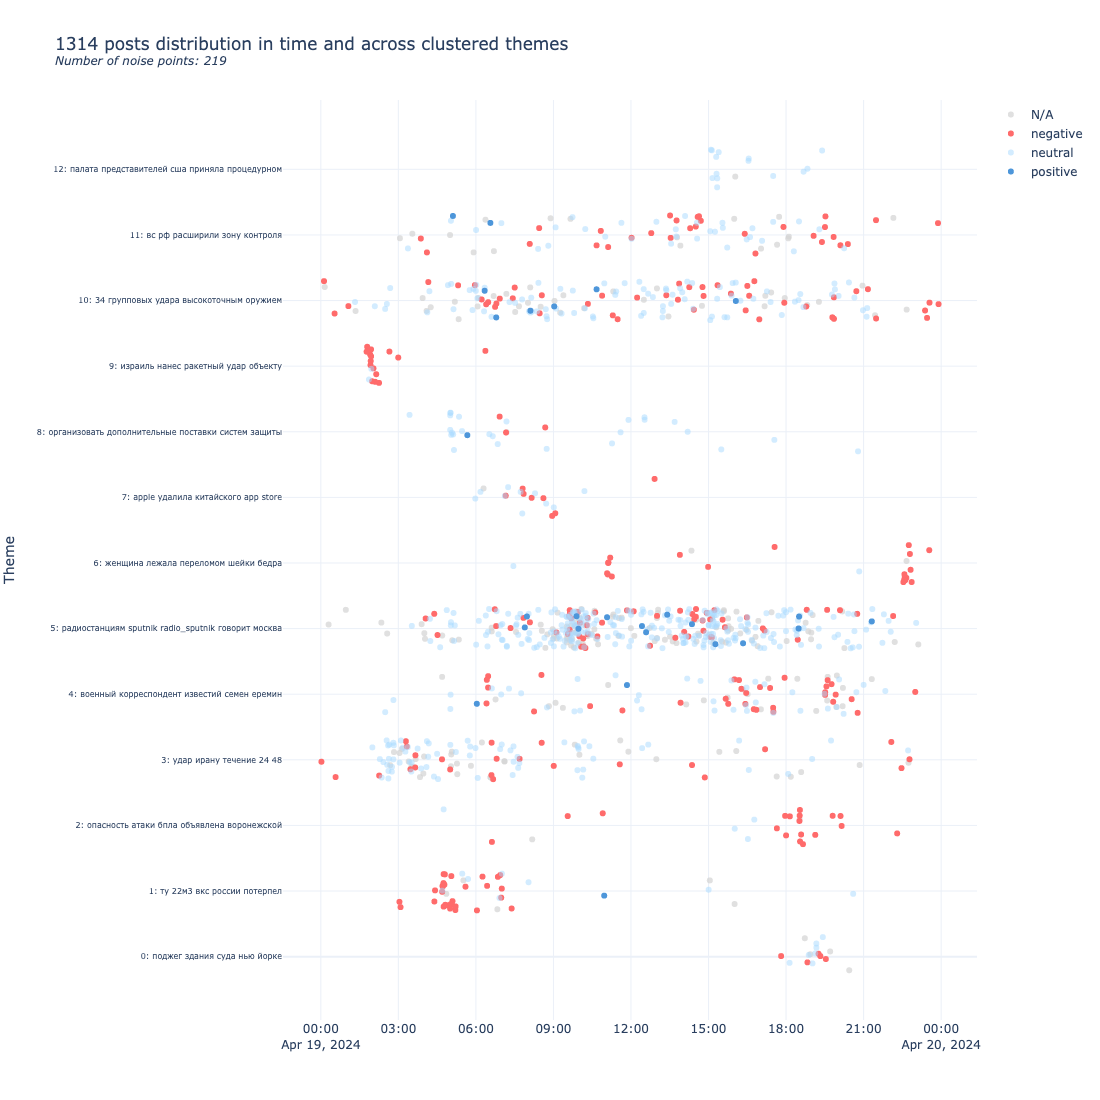 1314 posts distribution in time and across clustered themes
Number of noise points: 219
N/A
negative
neutral
positive
Theme
12: палата представителей сша приняла процедурном
11: вс рф расширили зону контроля
10: 34 групповых удара высокоточным оружием
9: израиль нанес ракетный удар объекту
8: организовать дополнительные поставки систем защиты
7: apple удалила китайского app store
6: женщина лежала переломом шейки бедра
5: радиостанциям sputnik radio_sputnik говорит москва
4: военный корреспондент известий семен еремин
3: удар ирану течение 24 48
2: опасность атаки бпла объявлена воронежской
1: ту 22м3 вкс россии потерпел
0: поджег здания суда нью йорке
00:00 03:00 06:00 09:00 12:00 15:00 18:00 21:00 00:00
Apr 19, 2024 Apr 20, 2024